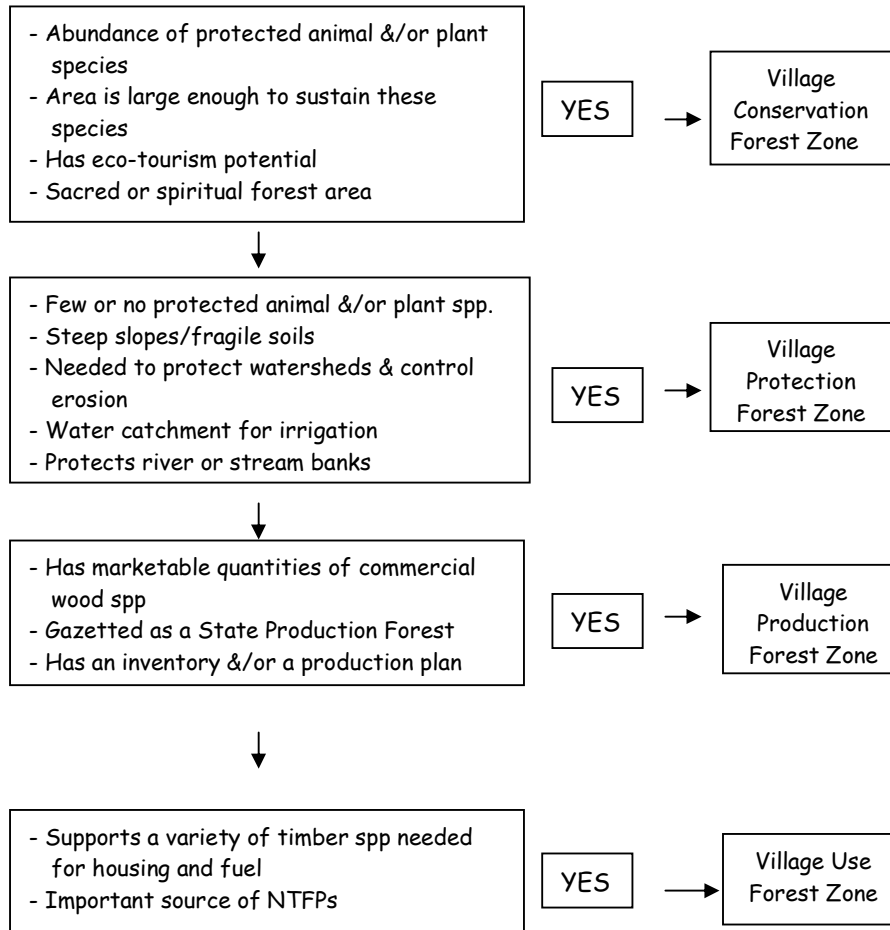 - Abundance of protected animal &/or plant
species
- Area is large enough to sustain these
species
- Has eco-tourism potential
- Sacred or spiritual forest area
YES
Village
Conservation
Forest Zone
- Few or no protected animal &/or plant spp.
- Steep slopes/fragile soils
- Needed to protect watersheds & control
erosion
- Water catchment for irrigation
- Protects river or stream banks
YES
Village
Protection
Forest Zone
- Has marketable quantities of commercial
wood spp
- Gazetted as a State Production Forest
- Has an inventory &/or a production plan
YES
Village
Production
Forest Zone
- Supports a variety of timber spp needed
for housing and fuel
- Important source of NTFPs
YES
Village Use
Forest Zone